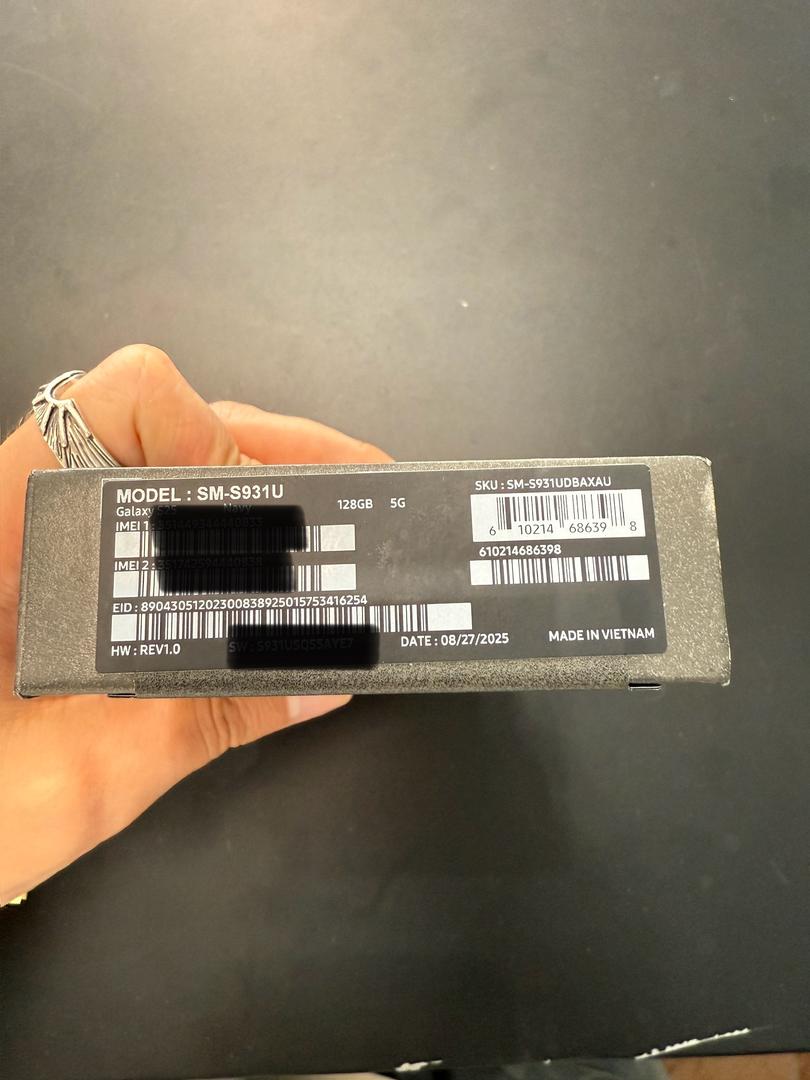 MODEL : SM-S931U
Galaxy 128GB 5G
IMEI 1
IMEI 2
EID : 89043051202300838925015753416254
HW : REV1.0
DATE : 08/27/2025
MADE IN VIETNAM
SKU : SM-S931UDBAXAU
6 10214 68639 8
610214686398